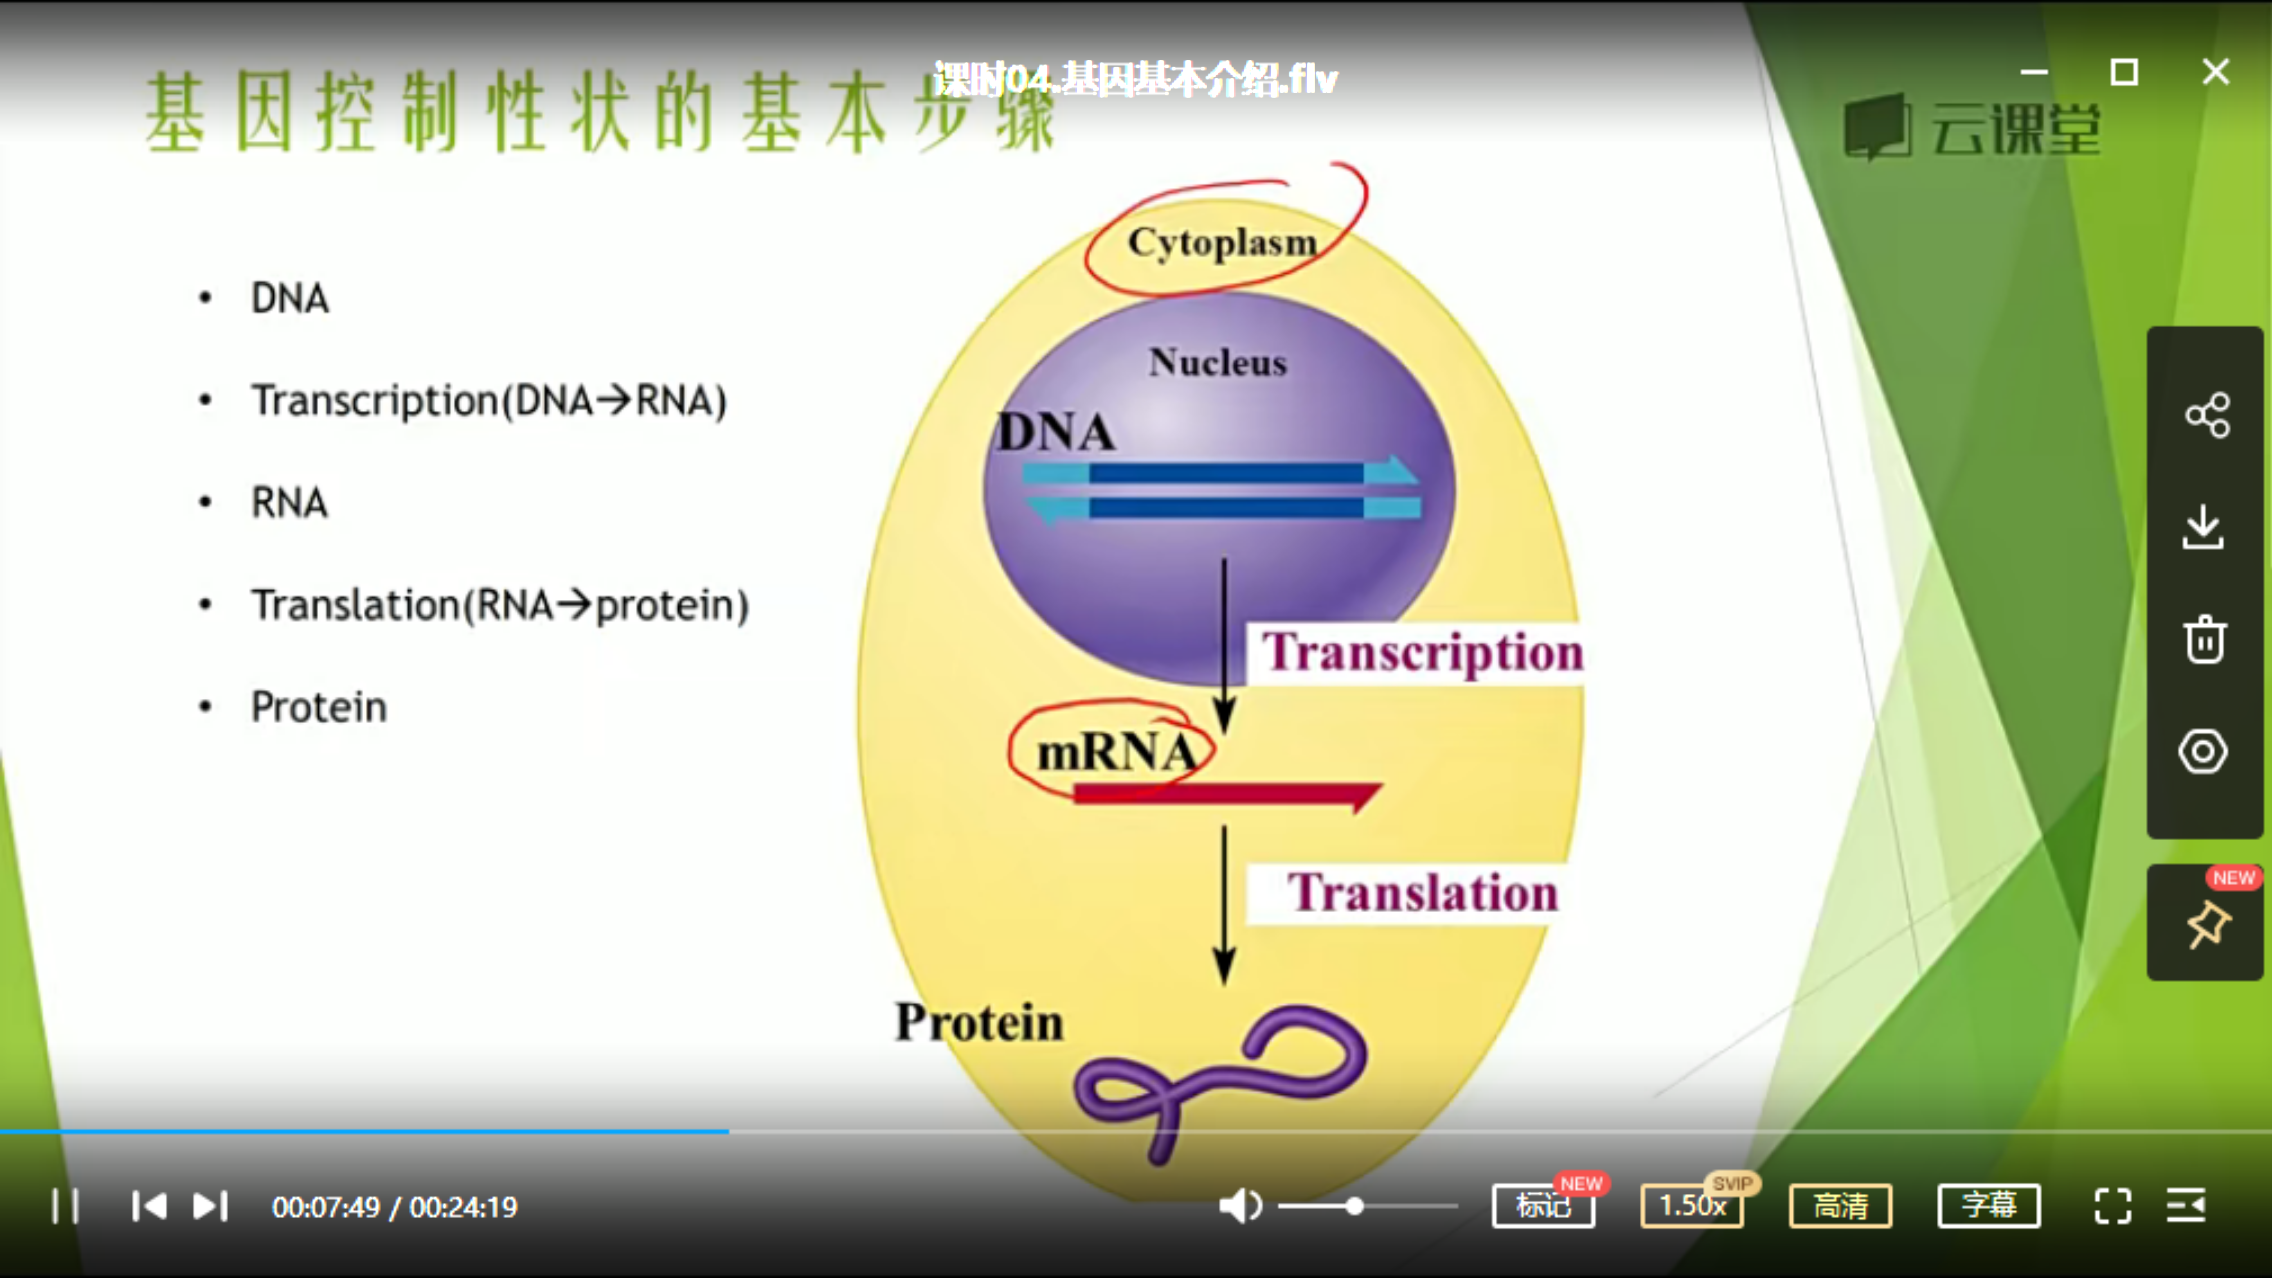 课时04.基因基本介绍.flv
基因控制性状的基本步骤
云课堂
• DNA
• Transcription(DNA→RNA)
• RNA
• Translation(RNA→protein)
• Protein
Cytoplasm
Nucleus
DNA
Transcription
mRNA
Translation
Protein
NEW
00:07:49 / 00:24:19
标记
NEW
1.50x
SVIP
高清
字幕